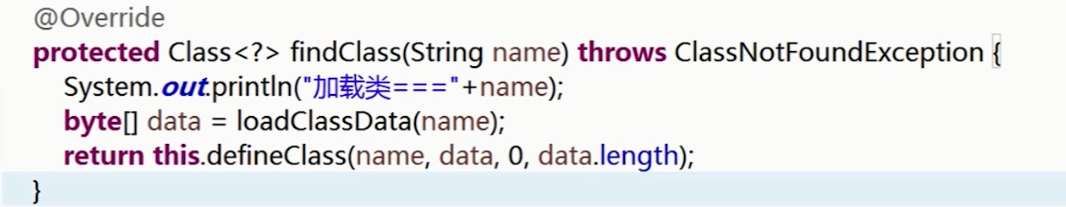 @Override
protected Class<?> findClass(String name) throws ClassNotFoundException {
System.out.println("加载类==="+name);
byte[] data = loadClassData(name);
return this.defineClass(name, data, 0, data.length);
}